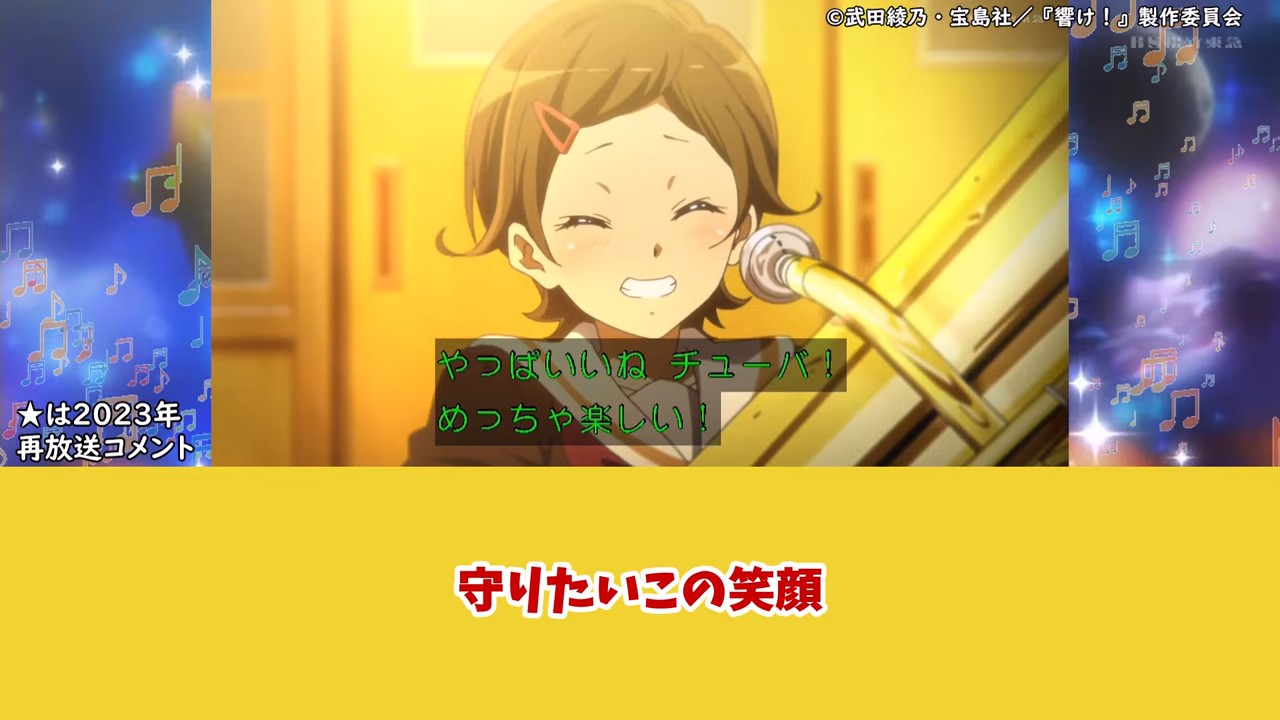 ©武田綾乃・宝島社／『響け！』製作委員会
やっぱいいね チューバ！
めっちゃ楽しい！
★は2023年
再放送コメント
守りたいこの笑顔